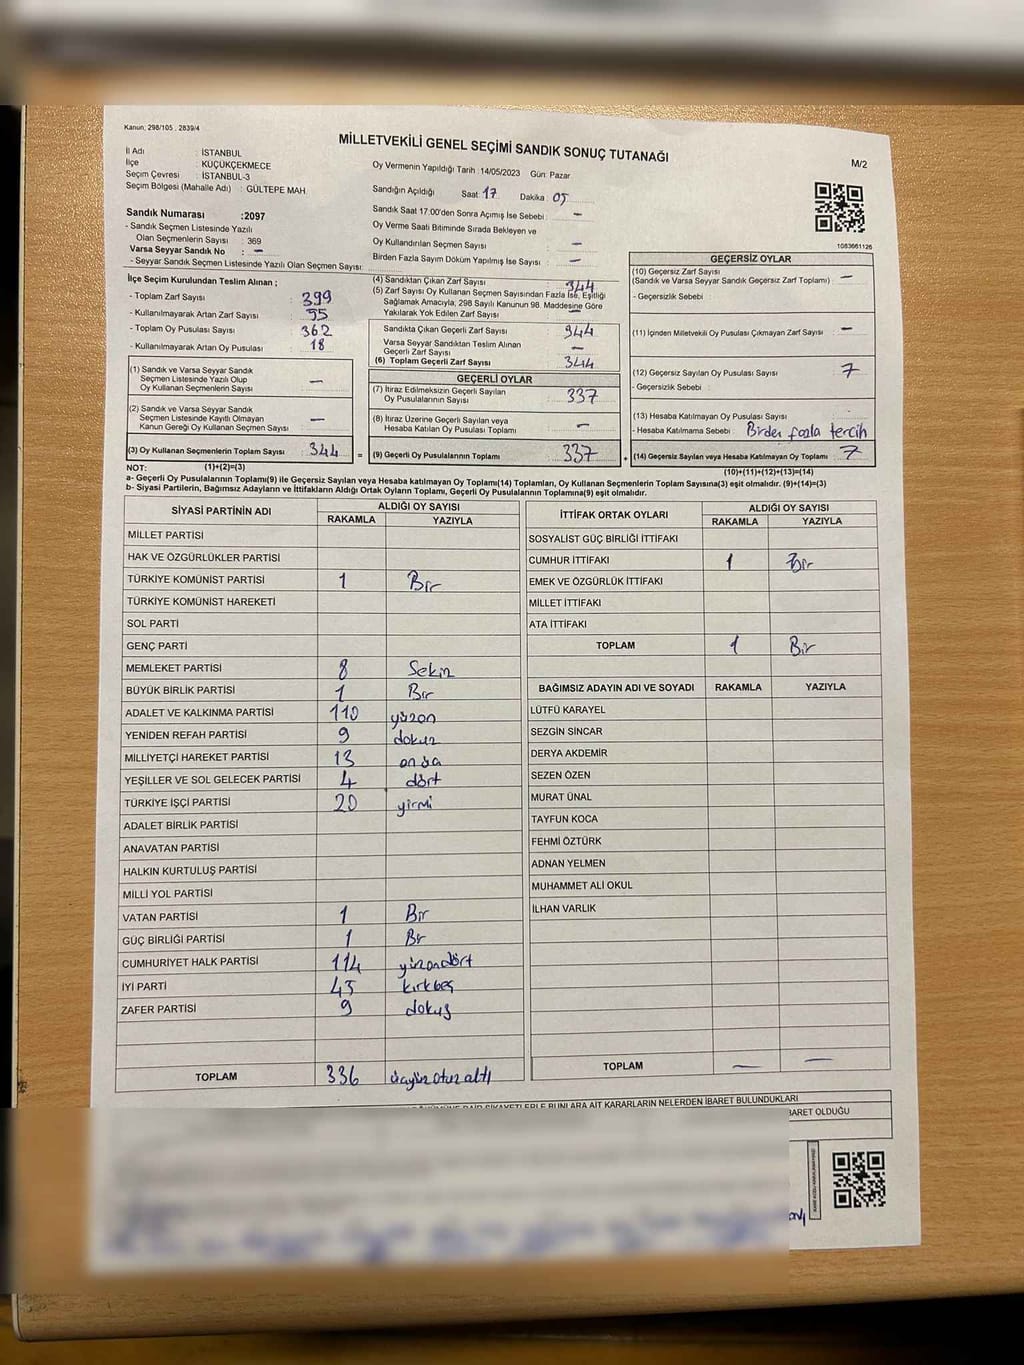 Kanun: 298/105 , 2839/4
MİLLETVEKİLİ GENEL SEÇİMİ SANDIK SONUÇ TUTANAĞI
M/2
İl Adı : İSTANBUL
İlçe : KÜÇÜKÇEKMECE
Seçim Çevresi : İSTANBUL-3
Seçim Bölgesi (Mahalle Adı) : GÜLTEPE MAH.
Oy Vermenin Yapıldığı Tarih :14/05/2023 Gün: Pazar
Sandığın Açıldığı Saat: 17 Dakika : 05
Sandık Numarası :2097
- Sandık Seçmen Listesinde Yazılı
Olan Seçmenlerin Sayısı : 369
Varsa Seyyar Sandık No : –
- Seyyar Sandık Seçmen Listesinde Yazılı Olan Seçmen Sayısı:
Sandık Saat 17:00'den Sonra Açımış İse Sebebi : –
Oy Verme Saati Bitiminde Sırada Bekleyen ve
Oy Kullandırılan Seçmen Sayısı : –
Birden Fazla Sayım Döküm Yapılmış İse Sayısı : –
1083661126
İlçe Seçim Kurulundan Teslim Alınan ;
- Toplam Zarf Sayısı : 399
- Kullanılmayarak Artan Zarf Sayısı : 55
- Toplam Oy Pusulası Sayısı : 362
- Kullanılmayarak Artan Oy Pusulası : 18
(1) Sandık ve Varsa Seyyar Sandık
Seçmen Listesinde Yazılı Olup
Oy Kullanan Seçmenlerin Sayısı : –
(2) Sandık ve Varsa Seyyar Sandık
Seçmen Listesinde Kayıtlı Olmayan
Kanun Gereği Oy Kullanan Seçmen Sayısı : –
(3) Oy Kullanan Seçmenlerin Toplam Sayısı : 344 =
(1)+(2)=(3)
(4) Sandıktan Çıkan Zarf Sayısı : 344
(5) Zarf Sayısı Oy Kullanan Seçmen Sayısından Fazla İse, Eşitliği
Sağlamak Amacıyla, 298 Sayılı Kanunun 98. Maddesine Göre
Yakılarak Yok Edilen Zarf Sayısı : –
Sandıkta Çıkan Geçerli Zarf Sayısı : 344
Varsa Seyyar Sandıktan Teslim Alınan
Geçerli Zarf Sayısı : –
(6) Toplam Geçerli Zarf Sayısı : 344
GEÇERLİ OYLAR
(7) İtiraz Edilmeksizin Geçerli Sayılan
Oy Pusulalarının Sayısı : 337
(8) İtiraz Üzerine Geçerli Sayılan veya
Hesaba Katılan Oy Pusulası Toplamı : –
(9) Geçerli Oy Pusulalarının Toplamı : 337 +
GEÇERSİZ OYLAR
(10) Geçersiz Zarf Sayısı
(Sandık ve Varsa Seyyar Sandık Geçersiz Zarf Toplamı) : –
- Geçersizlik Sebebi :
(11) İçinden Milletvekili Oy Pusulası Çıkmayan Zarf Sayısı : –
(12) Geçersiz Sayılan Oy Pusulası Sayısı : 7
- Geçersizlik Sebebi :
(13) Hesaba Katılmayan Oy Pusulası Sayısı :
- Hesaba Katılmama Sebebi : Birden fazla tercih
(14) Geçersiz Sayılan veya Hesaba Katılmayan Oy Toplamı : 7
(10)+(11)+(12)+(13)=(14)
NOT:
a- Geçerli Oy Pusulalarının Toplamı(9) ile Geçersiz Sayılan veya Hesaba katılmayan Oy Toplamı(14) Toplamları, Oy Kullanan Seçmenlerin Toplam Sayısına(3) eşit olmalıdır. (9)+(14)=(3)
b- Siyasi Partilerin, Bağımsız Adayların ve İttifakların Aldığı Ortak Oyların Toplamı, Geçerli Oy Pusulalarının Toplamına(9) eşit olmalıdır.
SİYASİ PARTİNİN ADI ALDIĞI OY SAYISI
RAKAMLA YAZIYLA
MİLLET PARTİSİ
HAK VE ÖZGÜRLÜKLER PARTİSİ
TÜRKİYE KOMÜNİST PARTİSİ 1 Bir
TÜRKİYE KOMÜNİST HAREKETİ
SOL PARTİ
GENÇ PARTİ
MEMLEKET PARTİSİ 8 Sekiz
BÜYÜK BİRLİK PARTİSİ 1 Bir
ADALET VE KALKINMA PARTİSİ 110 yüzon
YENİDEN REFAH PARTİSİ 9 dokuz
MİLLİYETÇİ HAREKET PARTİSİ 13
YEŞİLLER VE SOL GELECEK PARTİSİ 4 dört
TÜRKİYE İŞÇİ PARTİSİ 20 yirmi
ADALET BİRLİK PARTİSİ
ANAVATAN PARTİSİ
HALKIN KURTULUŞ PARTİSİ
MİLLİ YOL PARTİSİ
VATAN PARTİSİ 1 Bir
GÜÇ BİRLİĞİ PARTİSİ 1 Br
CUMHURİYET HALK PARTİSİ 114 yüzondört
İYİ PARTİ 45 kırkbeş
ZAFER PARTİSİ 9 dokuz
TOPLAM 336 üçyüzotuzaltı
İTTİFAK ORTAK OYLARI ALDIĞI OY SAYISI
RAKAMLA YAZIYLA
SOSYALİST GÜÇ BİRLİĞİ İTTİFAKI
CUMHUR İTTİFAKI 1 Bir
EMEK VE ÖZGÜRLÜK İTTİFAKI
MİLLET İTTİFAKI
ATA İTTİFAKI
TOPLAM 1 Bir
BAĞIMSIZ ADAYIN ADI VE SOYADI RAKAMLA YAZIYLA
LÜTFÜ KARAYEL
SEZGİN SİNCAR
DERYA AKDEMİR
SEZEN ÖZEN
MURAT ÜNAL
TAYFUN KOCA
FEHMİ ÖZTÜRK
ADNAN YELMEN
MUHAMMET ALİ OKUL
İLHAN VARLIK
TOPLAM – –
ŞİKAYETLERLE BUNLARA AİT KARARLARIN NELERDEN İBARET BULUNDUKLARI
İBARET OLDUĞU